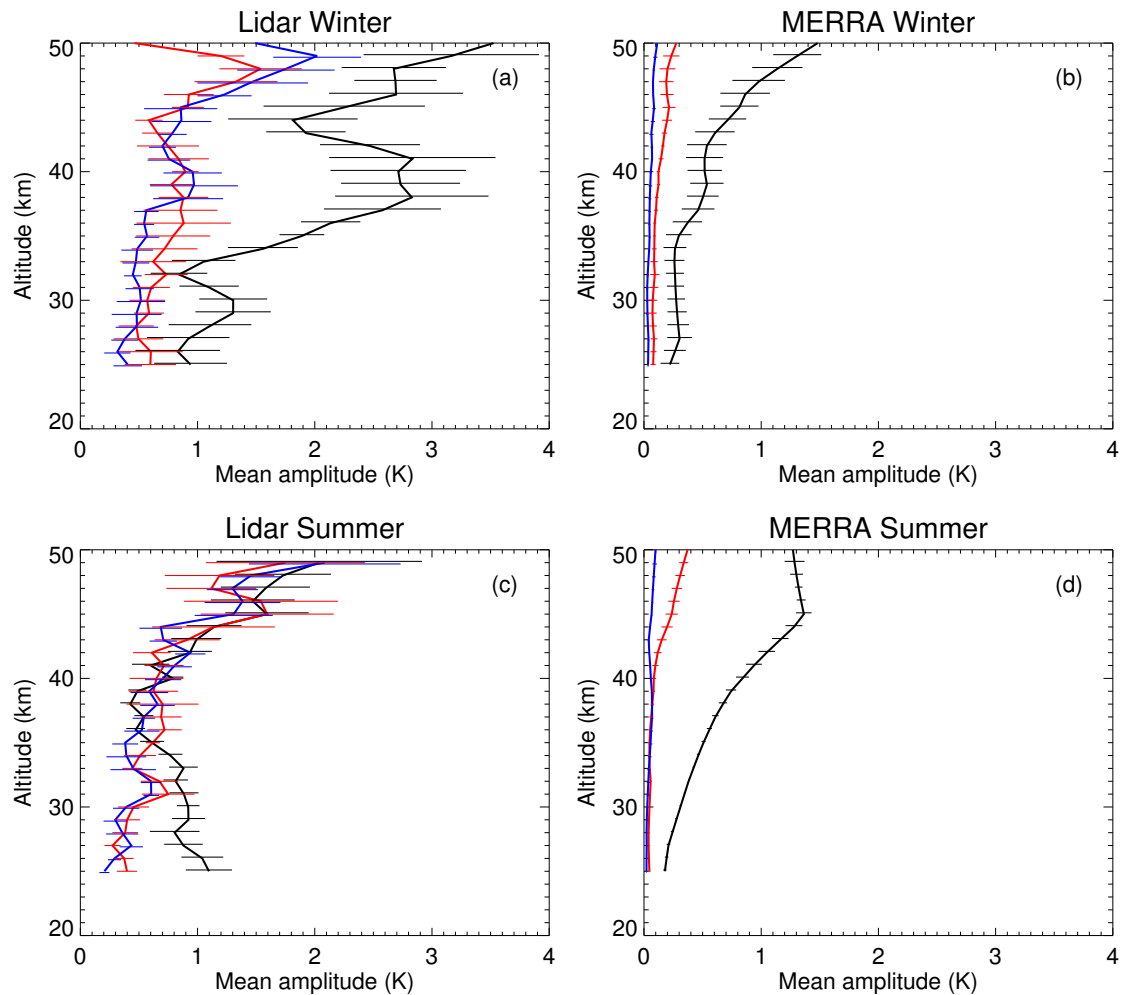 Lidar Winter
50
40
30
20
Altitude (km)
(a)
0 1 2 3 4
Mean amplitude (K)
MERRA Winter
50
40
30
20
Altitude (km)
(b)
0 1 2 3 4
Mean amplitude (K)
Lidar Summer
50
40
30
20
Altitude (km)
(c)
0 1 2 3 4
Mean amplitude (K)
MERRA Summer
50
40
30
20
Altitude (km)
(d)
0 1 2 3 4
Mean amplitude (K)